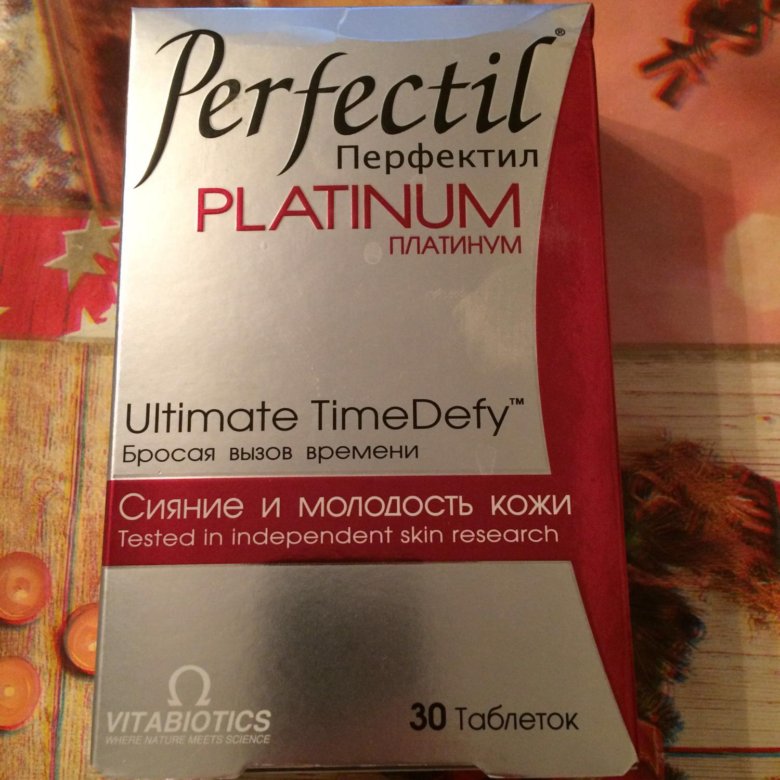 Perfectil®
Перфектил
PLATINUM
ПЛАТИНУМ
Ultimate TimeDefy™
Бросая вызов времени
Сияние и молодость кожи
Tested in independent skin research
VITABIOTICS
WHERE NATURE MEETS SCIENCE
30 Таблеток